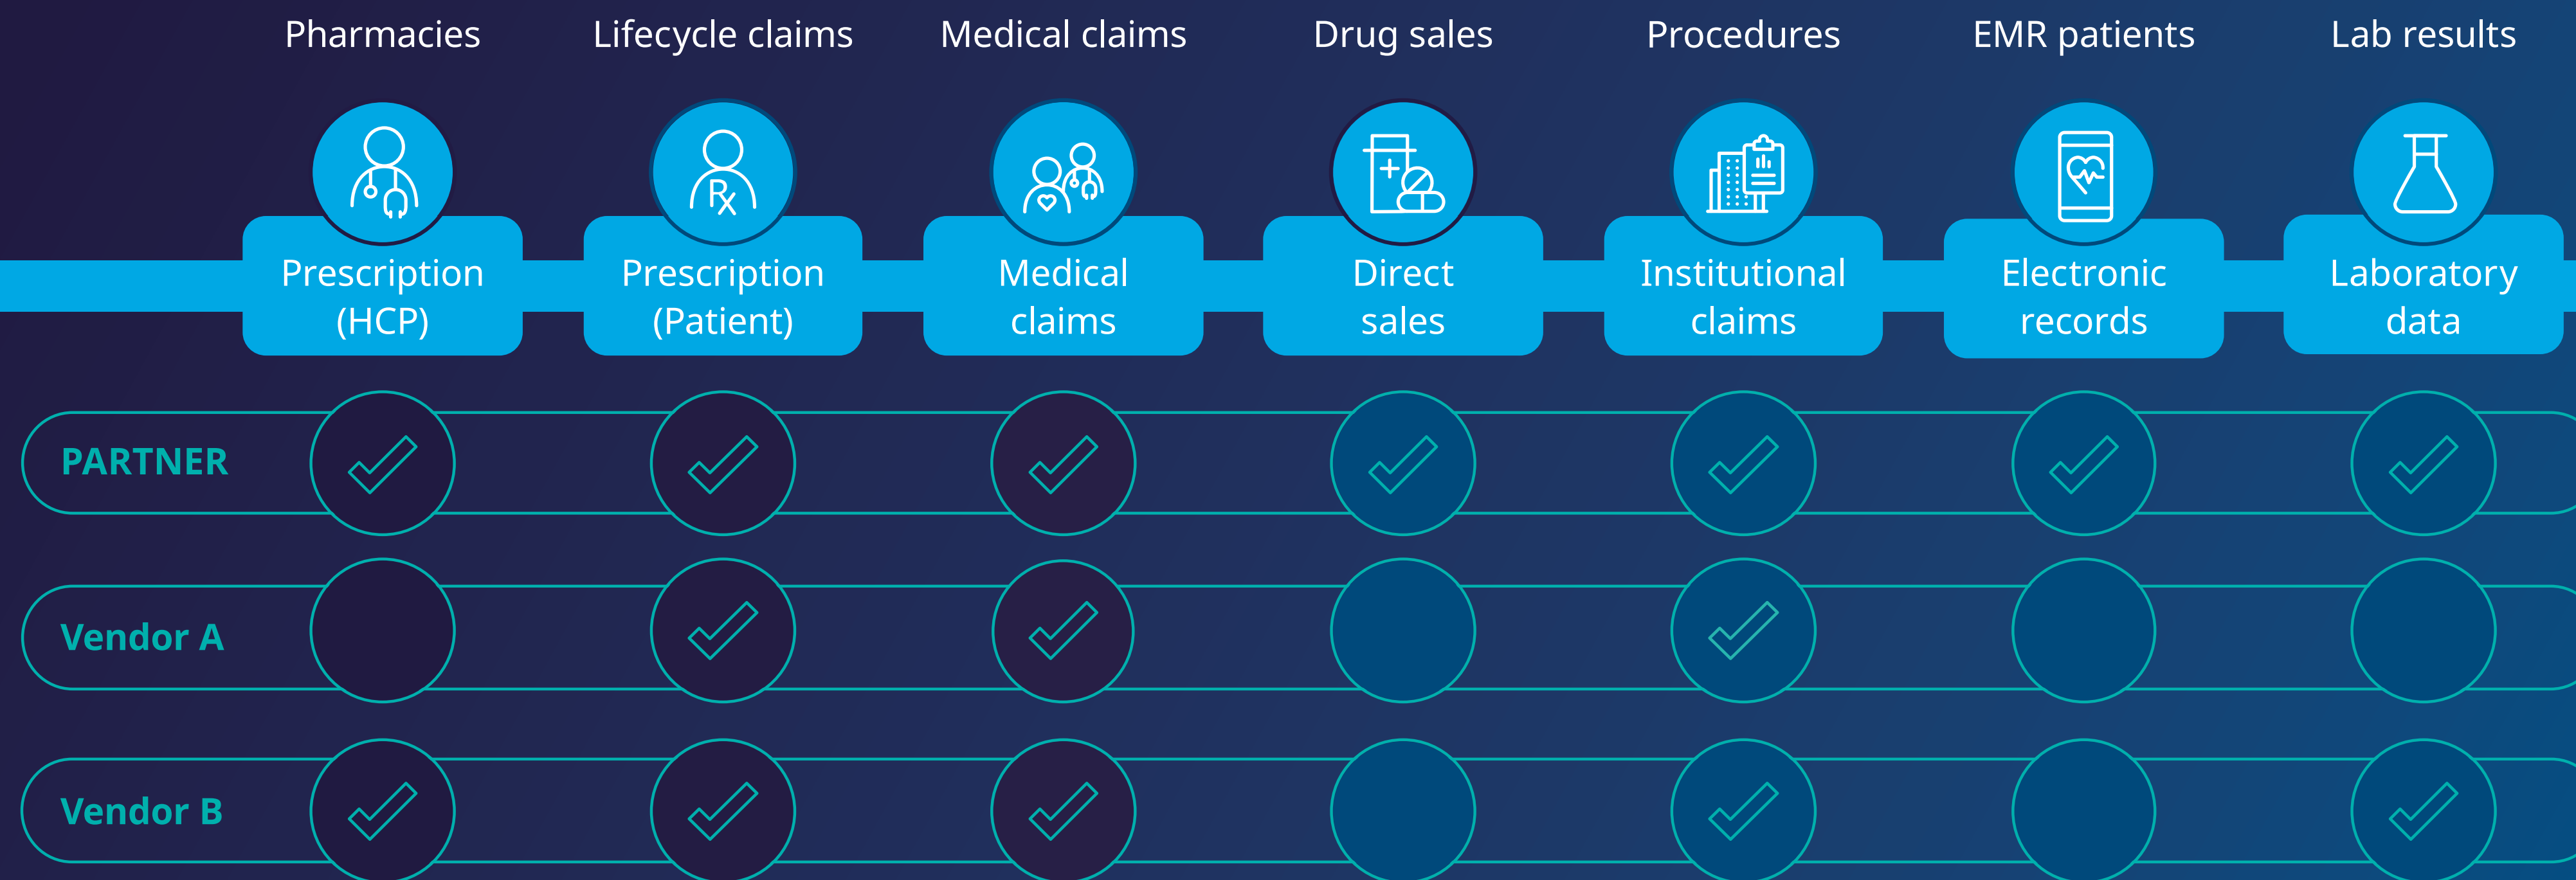 Pharmacies
Lifecycle claims
Medical claims
Drug sales
Procedures
EMR patients
Lab results
Rx
Prescription
(HCP)
Prescription
(Patient)
Medical
claims
Direct
sales
Institutional
claims
Electronic
records
Laboratory
data
PARTNER
Vendor A
Vendor B